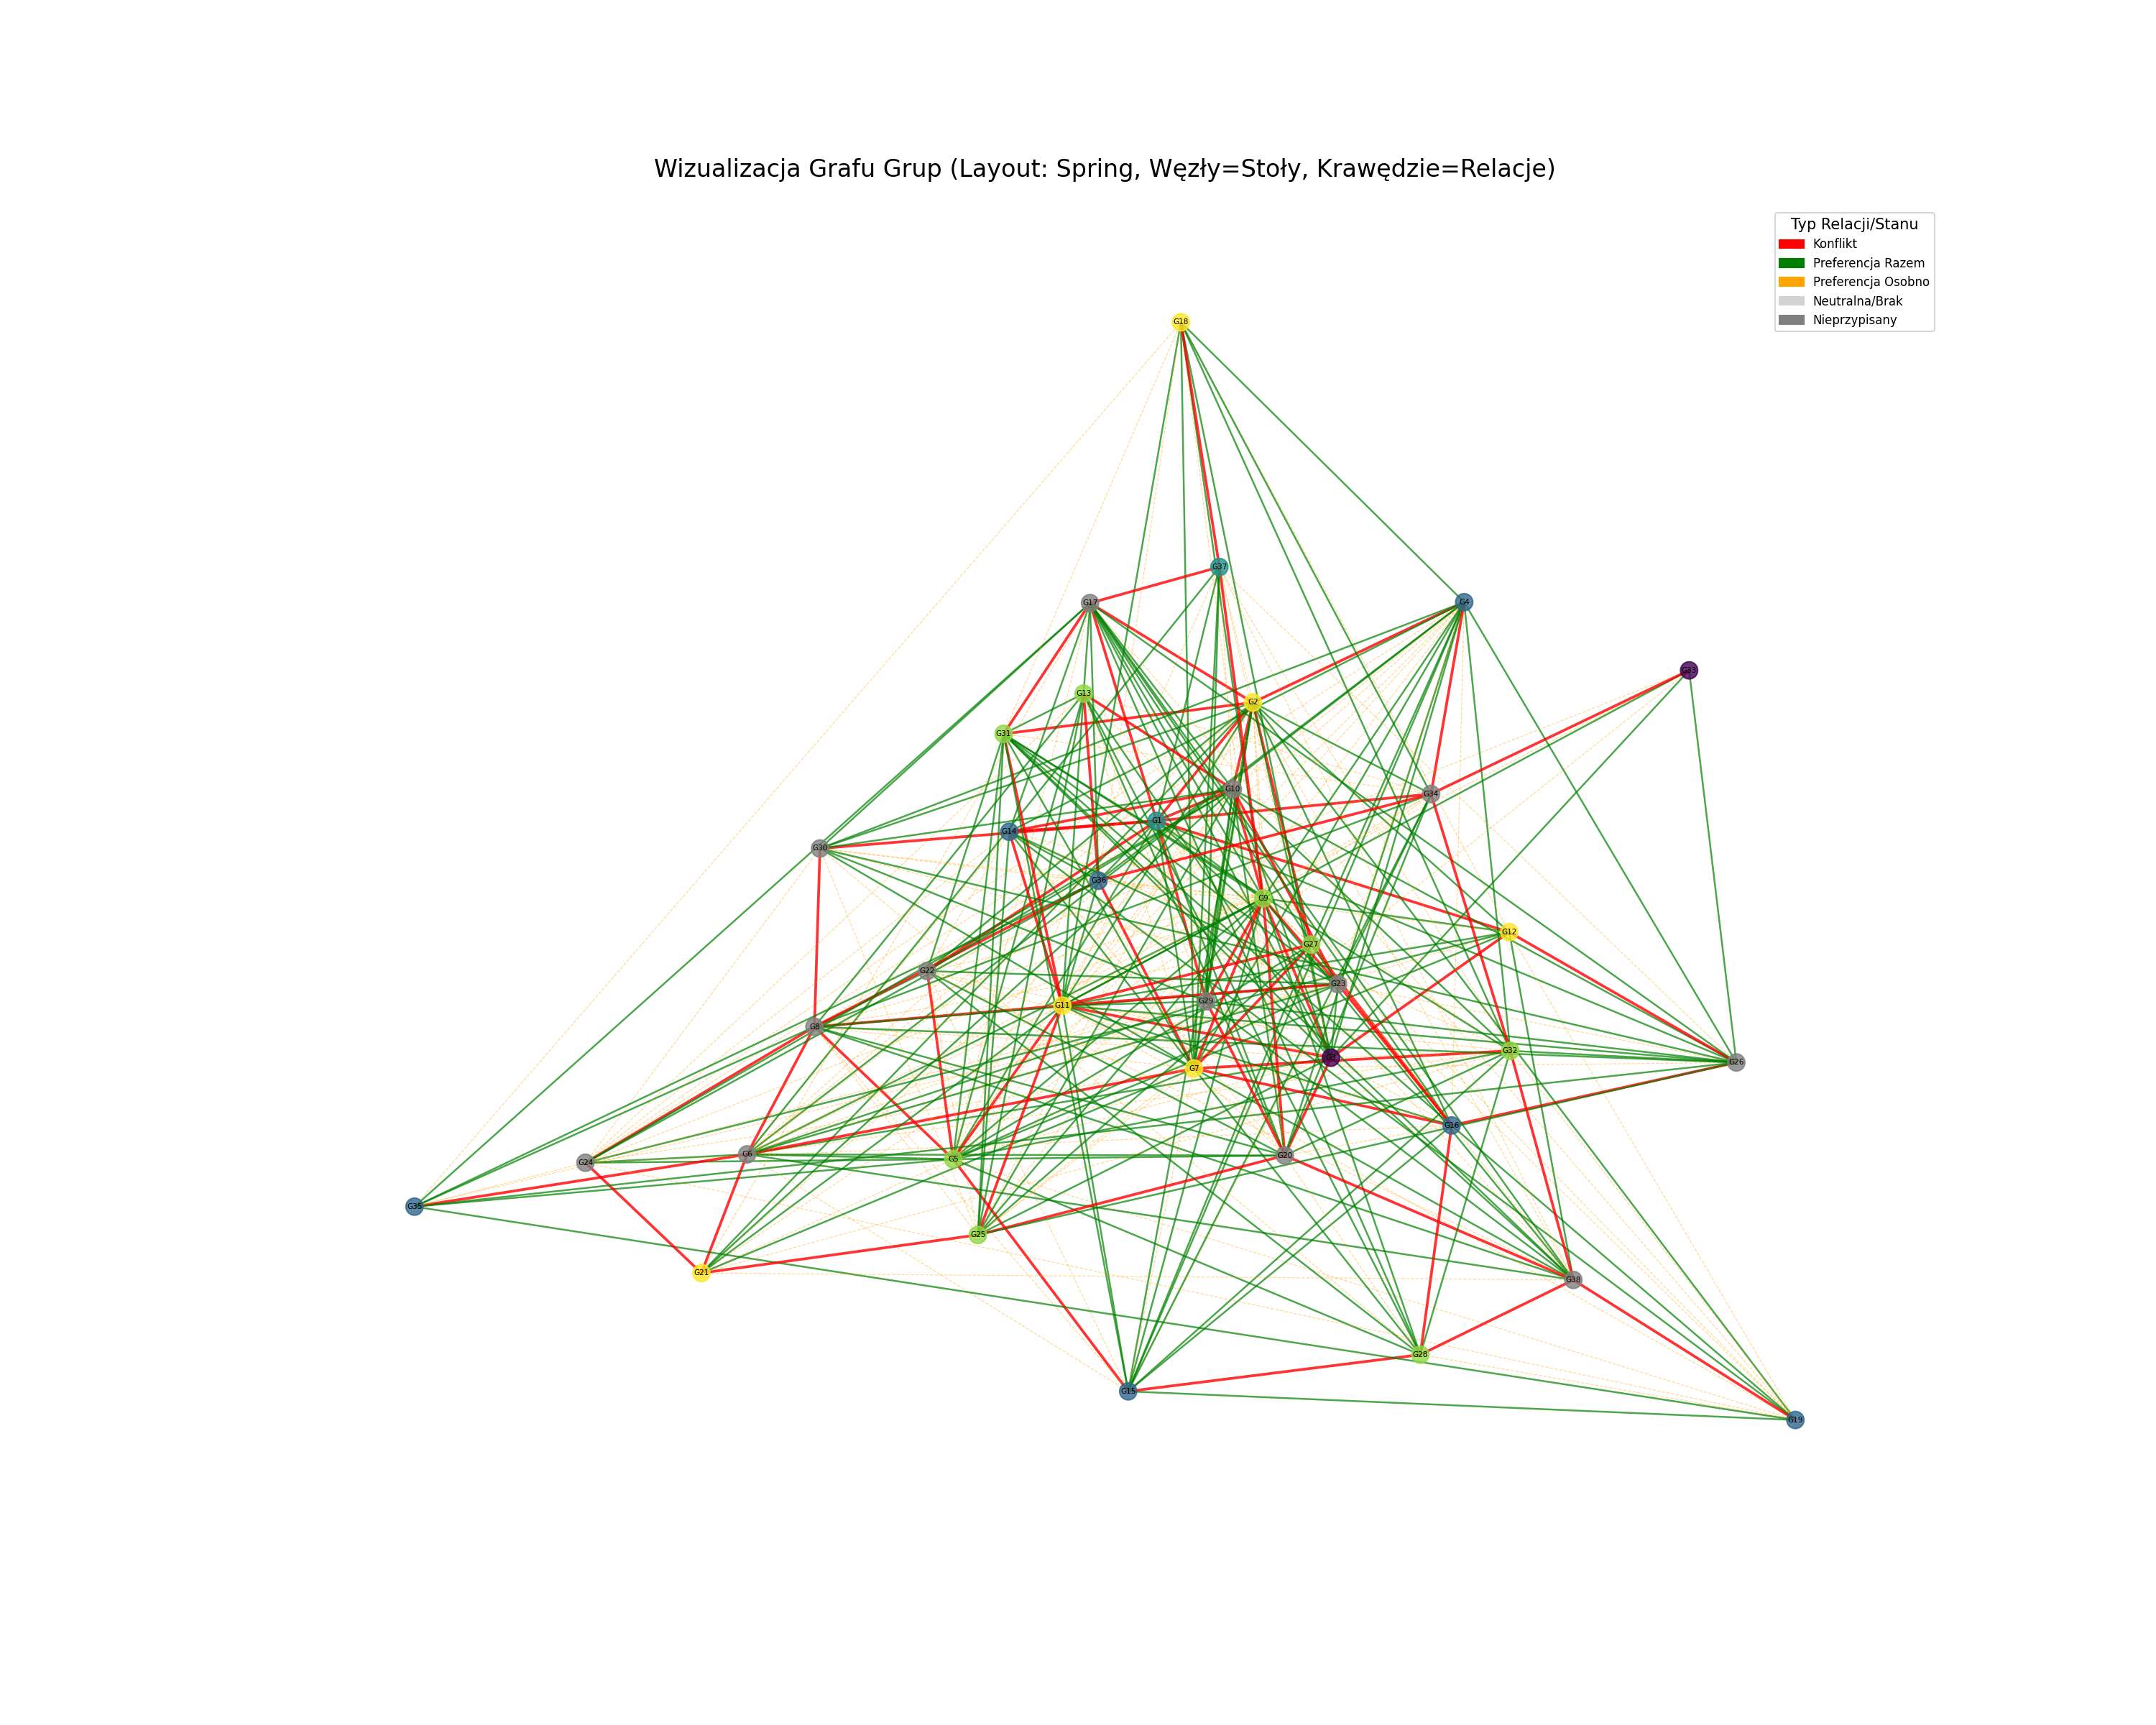 Wizualizacja Grafu Grup (Layout: Spring, Węzły=Stoły, Krawędzie=Relacje)
Typ Relacji/Stanu
Konflikt
Preferencja Razem
Preferencja Osobno
Neutralna/Brak
Nieprzypisany
G18
G37
G17
G4
G33
G13
G2
G31
G10
G34
G1
G14
G30
G36
G9
G12
G27
G22
G23
G29
G11
G8
G32
G26
G7
G16
G6
G20
G5
G24
G35
G25
G21
G38
G28
G15
G19